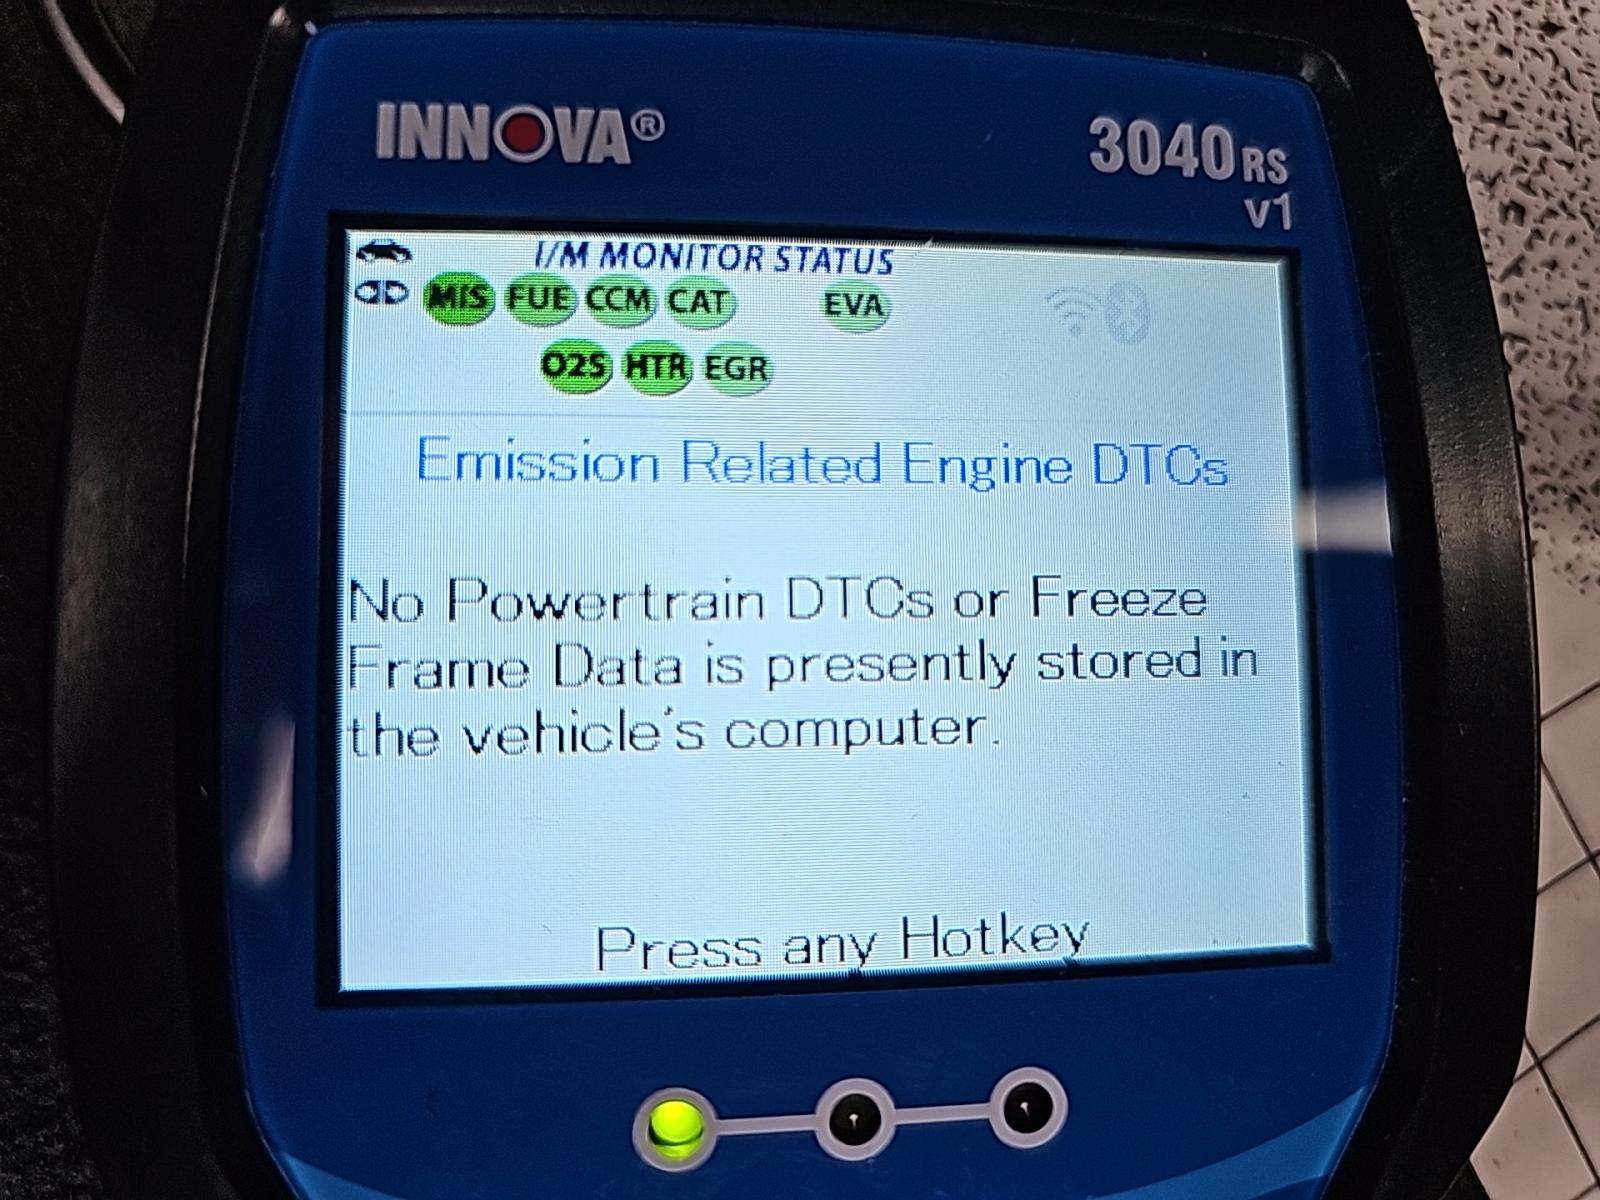 INNOVA®
3040RS
v1
I/M MONITOR STATUS
MIS FUE CCM CAT EVA
O2S HTR EGR
Emission Related Engine DTCs
No Powertrain DTCs or Freeze
Frame Data is presently stored in
the vehicle's computer.
Press any Hotkey